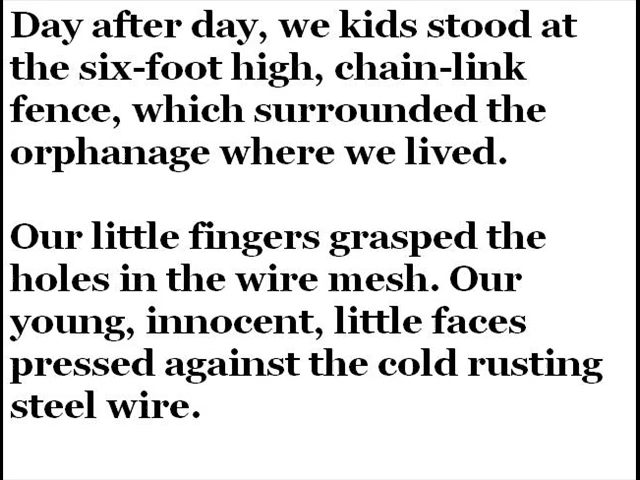 Day after day, we kids stood at
the six-foot high, chain-link
fence, which surrounded the
orphanage where we lived.
Our little fingers grasped the
holes in the wire mesh. Our
young, innocent, little faces
pressed against the cold rusting
steel wire.